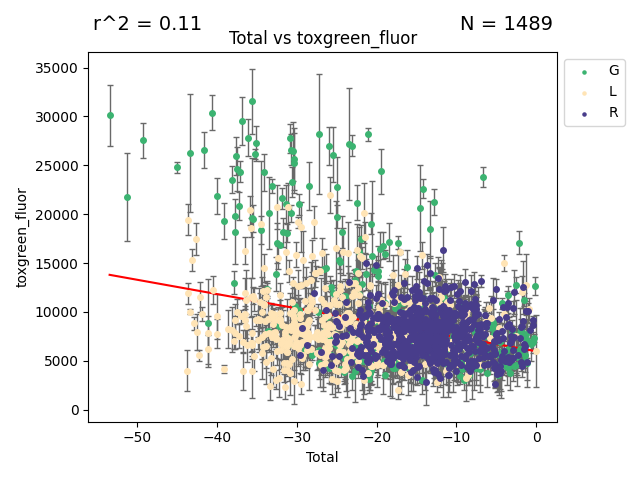 r^2 = 0.11
N = 1489
Total vs toxgreen_fluor
35000
30000
25000
20000
15000
10000
5000
0
toxgreen_fluor
−50
−40
−30
−20
−10
0
Total
G
L
R